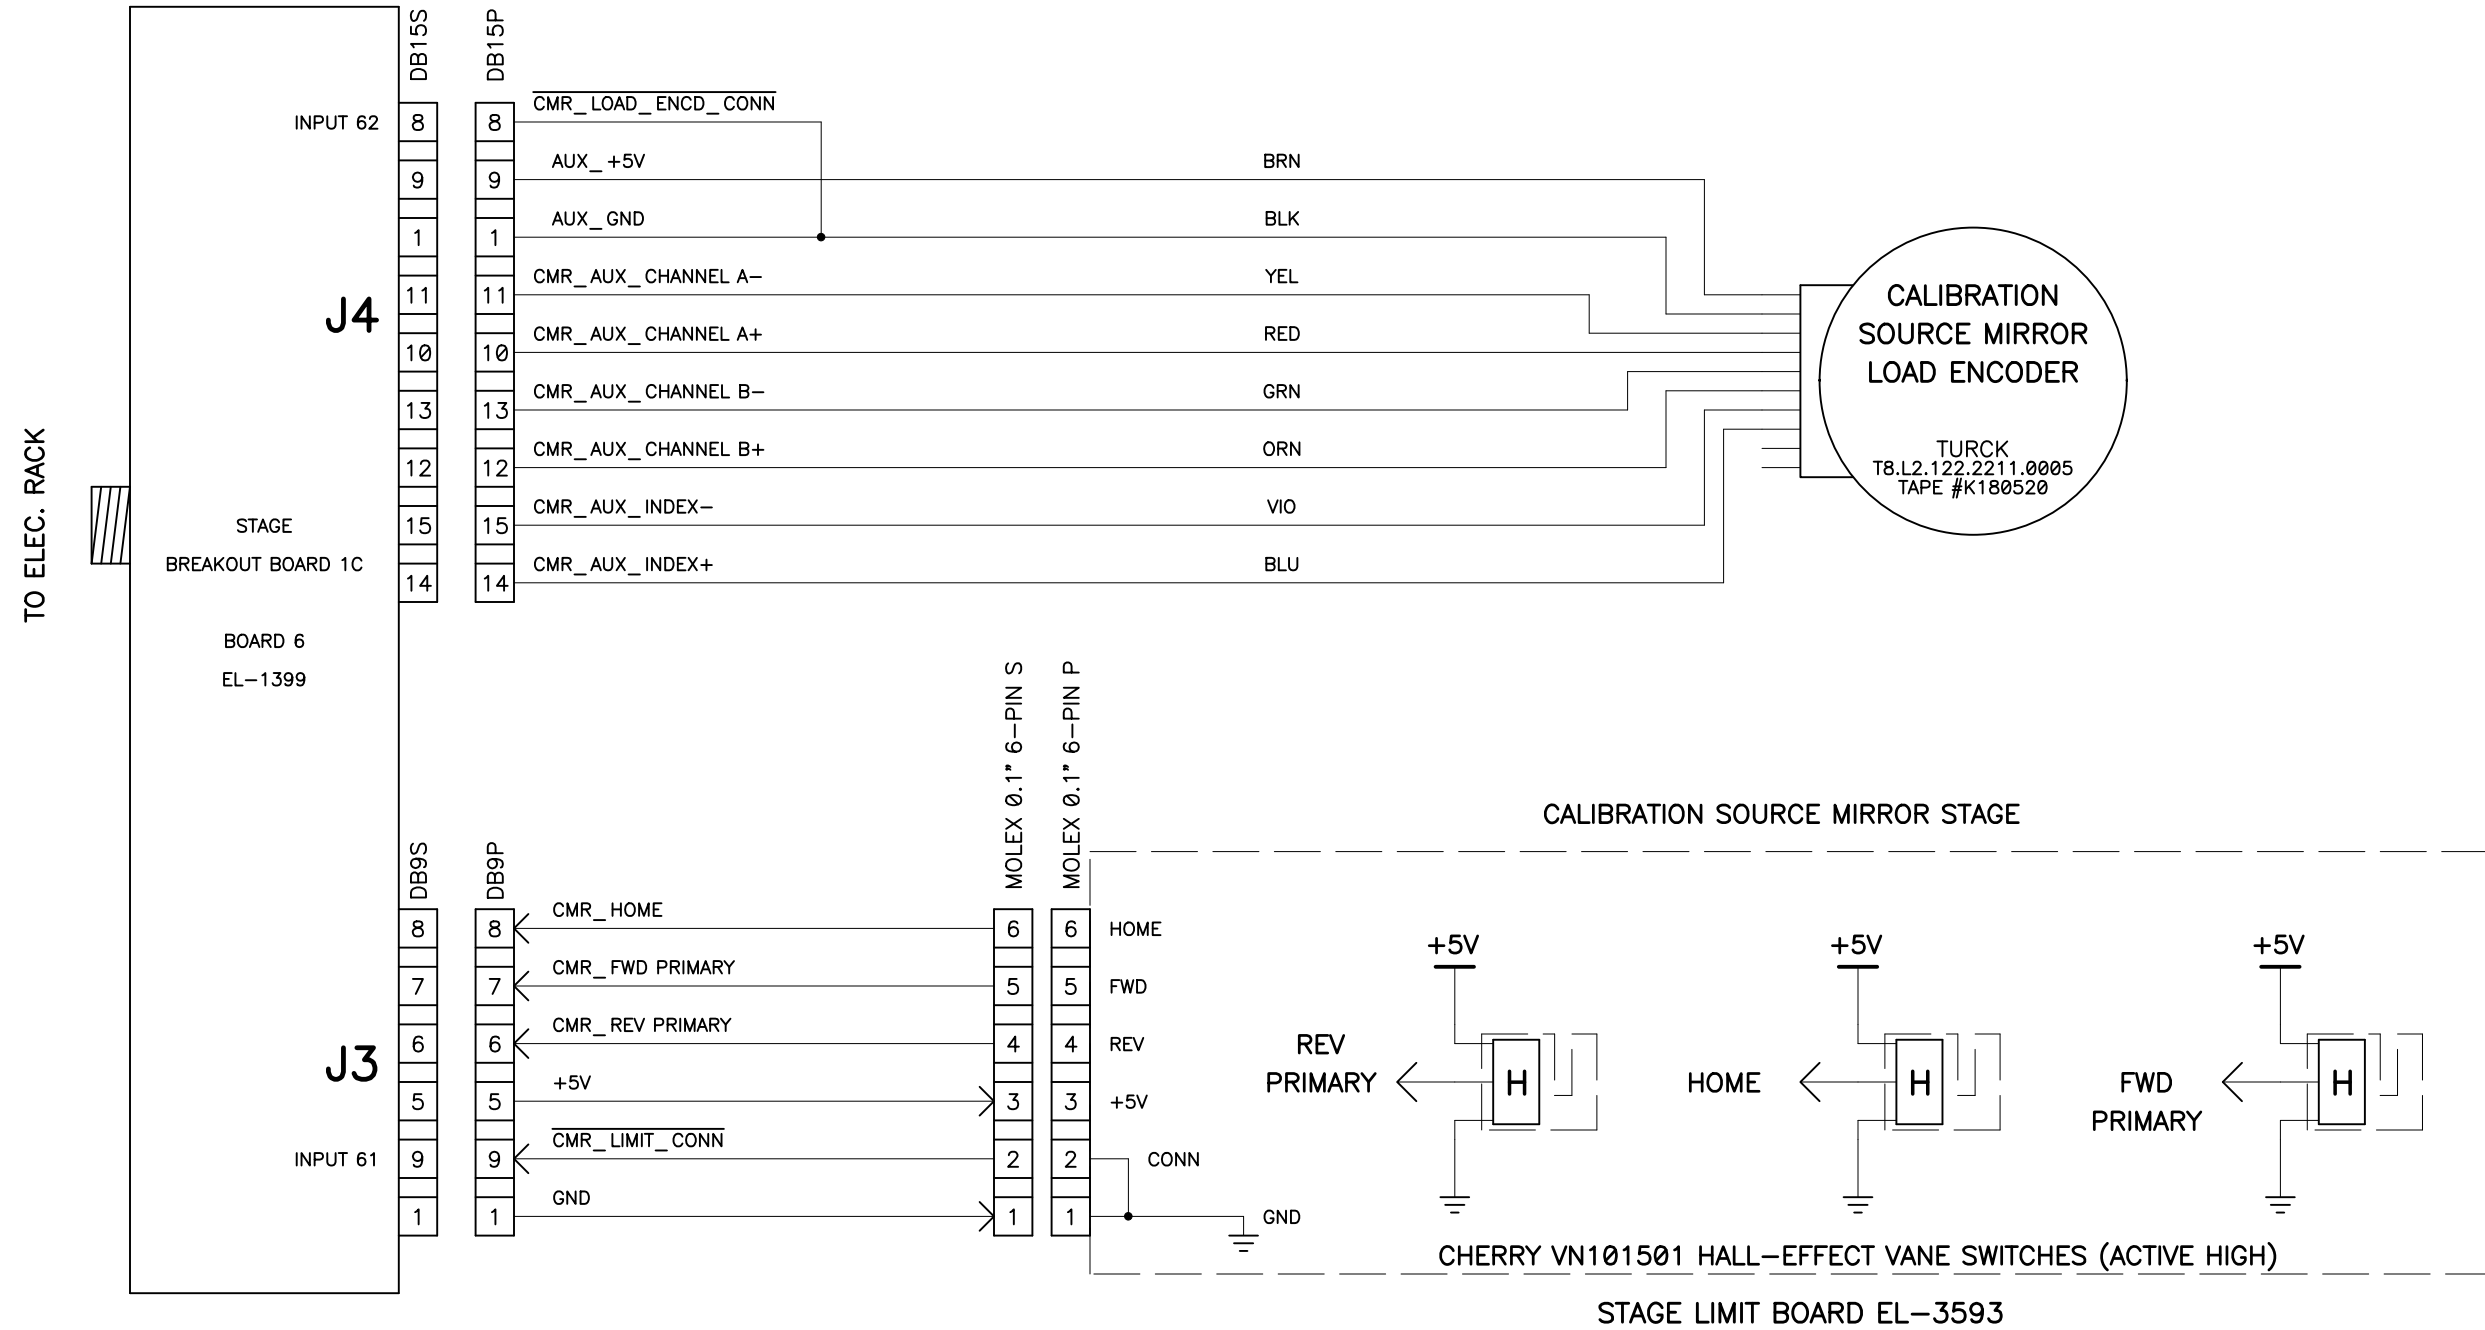 TO ELEC. RACK
DB15S
DB15P
INPUT 62
J4
STAGE
BREAKOUT BOARD 1C
BOARD 6
EL-1399
8 8 CMR_LOAD_ENCD_CONN
9 9 AUX_+5V BRN
1 1 AUX_GND BLK
11 11 CMR_AUX_CHANNEL A- YEL
10 10 CMR_AUX_CHANNEL A+ RED
13 13 CMR_AUX_CHANNEL B- GRN
12 12 CMR_AUX_CHANNEL B+ ORN
15 15 CMR_AUX_INDEX- VIO
14 14 CMR_AUX_INDEX+ BLU
CALIBRATION
SOURCE MIRROR
LOAD ENCODER
TURCK
T8.L2.122.2211.0005
TAPE #K180520
DB9S
DB9P
MOLEX 0.1" 6-PIN S
MOLEX 0.1" 6-PIN P
J3
INPUT 61
8 8 CMR_HOME 6 6 HOME
7 7 CMR_FWD PRIMARY 5 5 FWD
6 6 CMR_REV PRIMARY 4 4 REV
5 5 +5V 3 3 +5V
9 9 CMR_LIMIT_CONN 2 2 CONN
1 1 GND 1 1 GND
CALIBRATION SOURCE MIRROR STAGE
+5V
REV
PRIMARY
H
+5V
HOME
H
+5V
FWD
PRIMARY
H
CHERRY VN101501 HALL-EFFECT VANE SWITCHES (ACTIVE HIGH)
STAGE LIMIT BOARD EL-3593